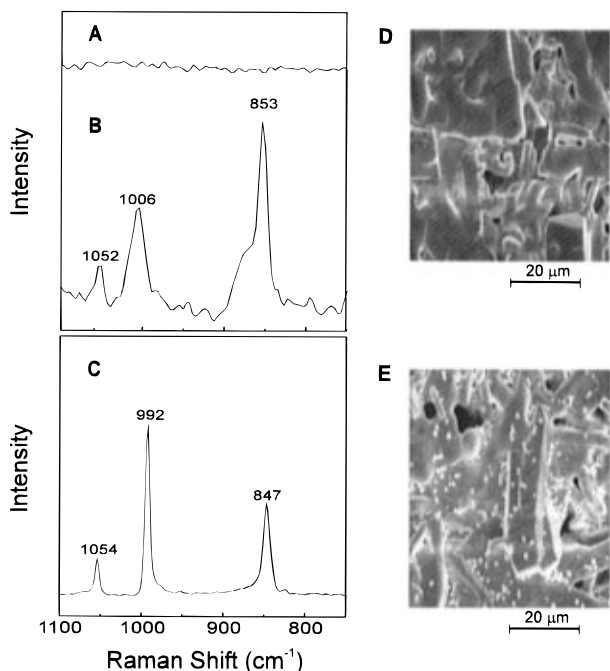 A
B
Intensity
853
1006
1052
C
Intensity
992
847
1054
1100 1000 900 800
Raman Shift (cm⁻¹)
D
20 μm
E
20 μm